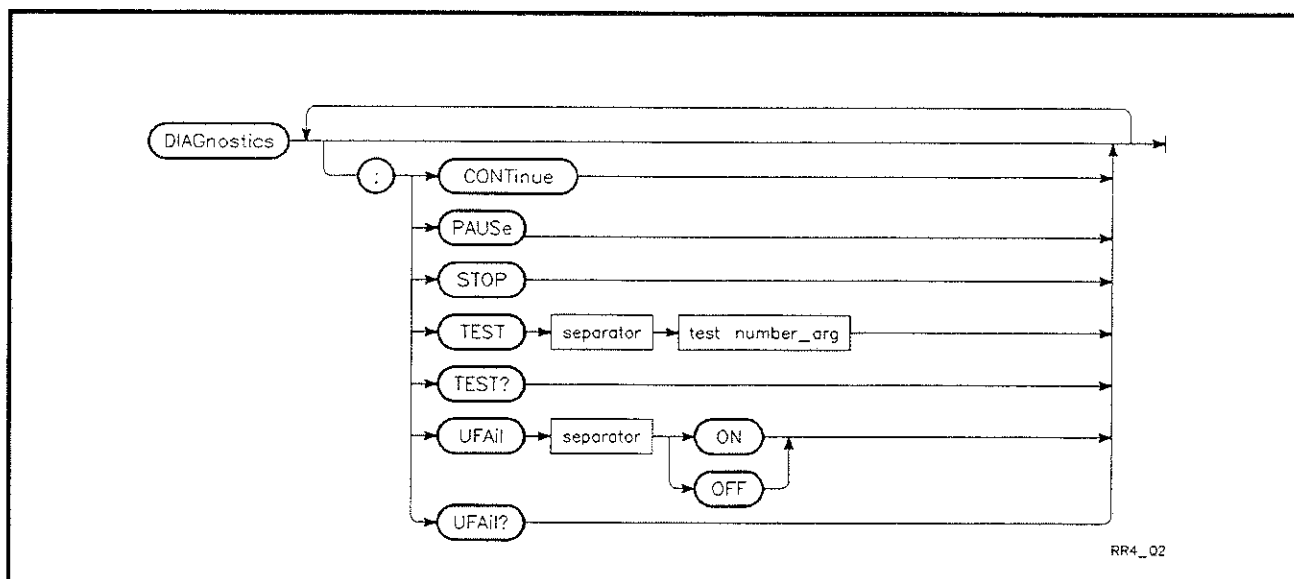 DIAGnostics
:
CONTinue
PAUSe
STOP
TEST separator test number_arg
TEST?
UFAil separator ON
OFF
UFAil?
RR4_02